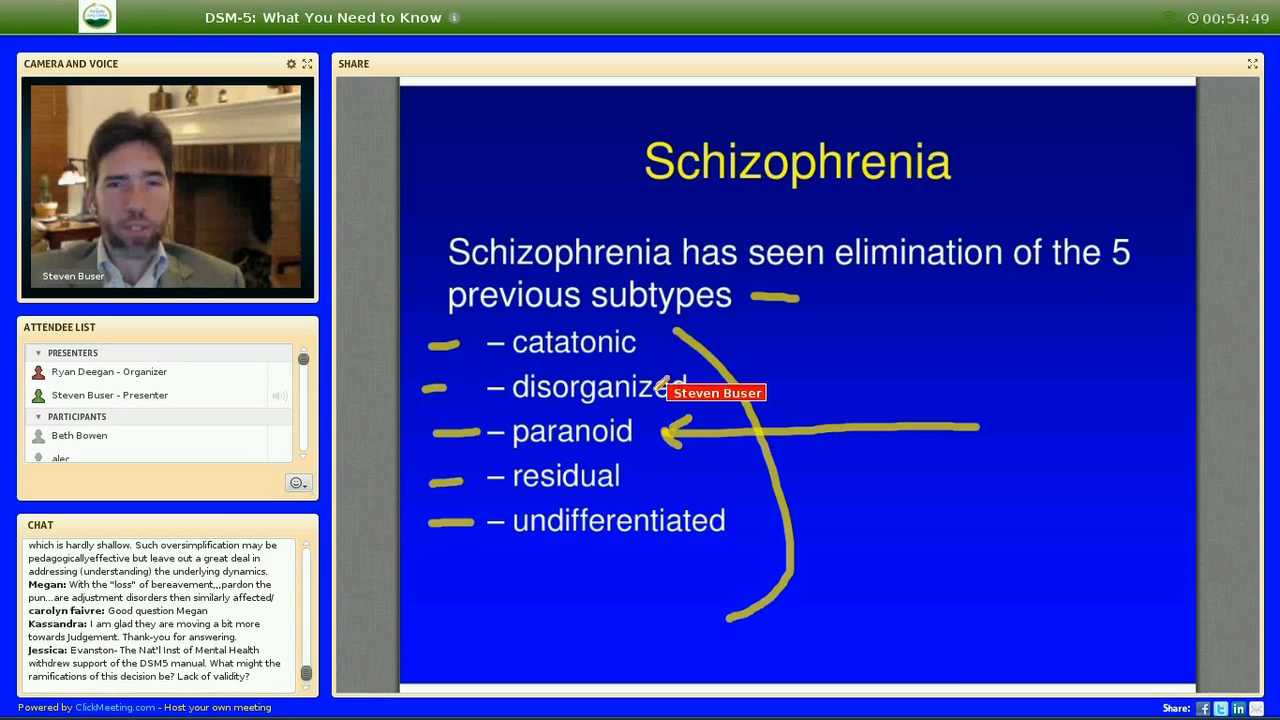 DSM-5: What You Need to Know
00:54:49
CAMERA AND VOICE
Steven Buser
ATTENDEE LIST
PRESENTERS
Ryan Deegan - Organizer
Steven Buser - Presenter
PARTICIPANTS
Beth Bowen
alec
CHAT
which is hardly shallow. Such oversimplification may be
pedagogicallyeffective but leave out a great deal in
addressing (understanding) the underlying dynamics.
Megan: With the "loss" of bereavement,,,pardon the
pun...are adjustment disorders then similarly affected/
carolyn faivre: Good question Megan
Kassandra: I am glad they are moving a bit more
towards Judgement. Thank-you for answering.
Jessica: Evanston- The Nat'l Inst of Mental Health
withdrew support of the DSM5 manual. What might the
ramifications of this decision be? Lack of validity?
SHARE
Schizophrenia
Schizophrenia has seen elimination of the 5
previous subtypes
– catatonic
– disorganized
Steven Buser
– paranoid
– residual
– undifferentiated
Powered by ClickMeeting.com - Host your own meeting
Share: